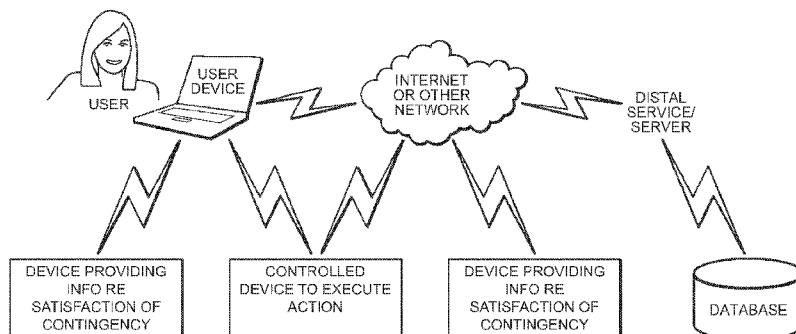 USER
USER
DEVICE
INTERNET
OR OTHER
NETWORK
DISTAL
SERVICE/
SERVER
DEVICE PROVIDING
INFO RE
SATISFACTION OF
CONTINGENCY
CONTROLLED
DEVICE TO EXECUTE
ACTION
DEVICE PROVIDING
INFO RE
SATISFACTION OF
CONTINGENCY
DATABASE